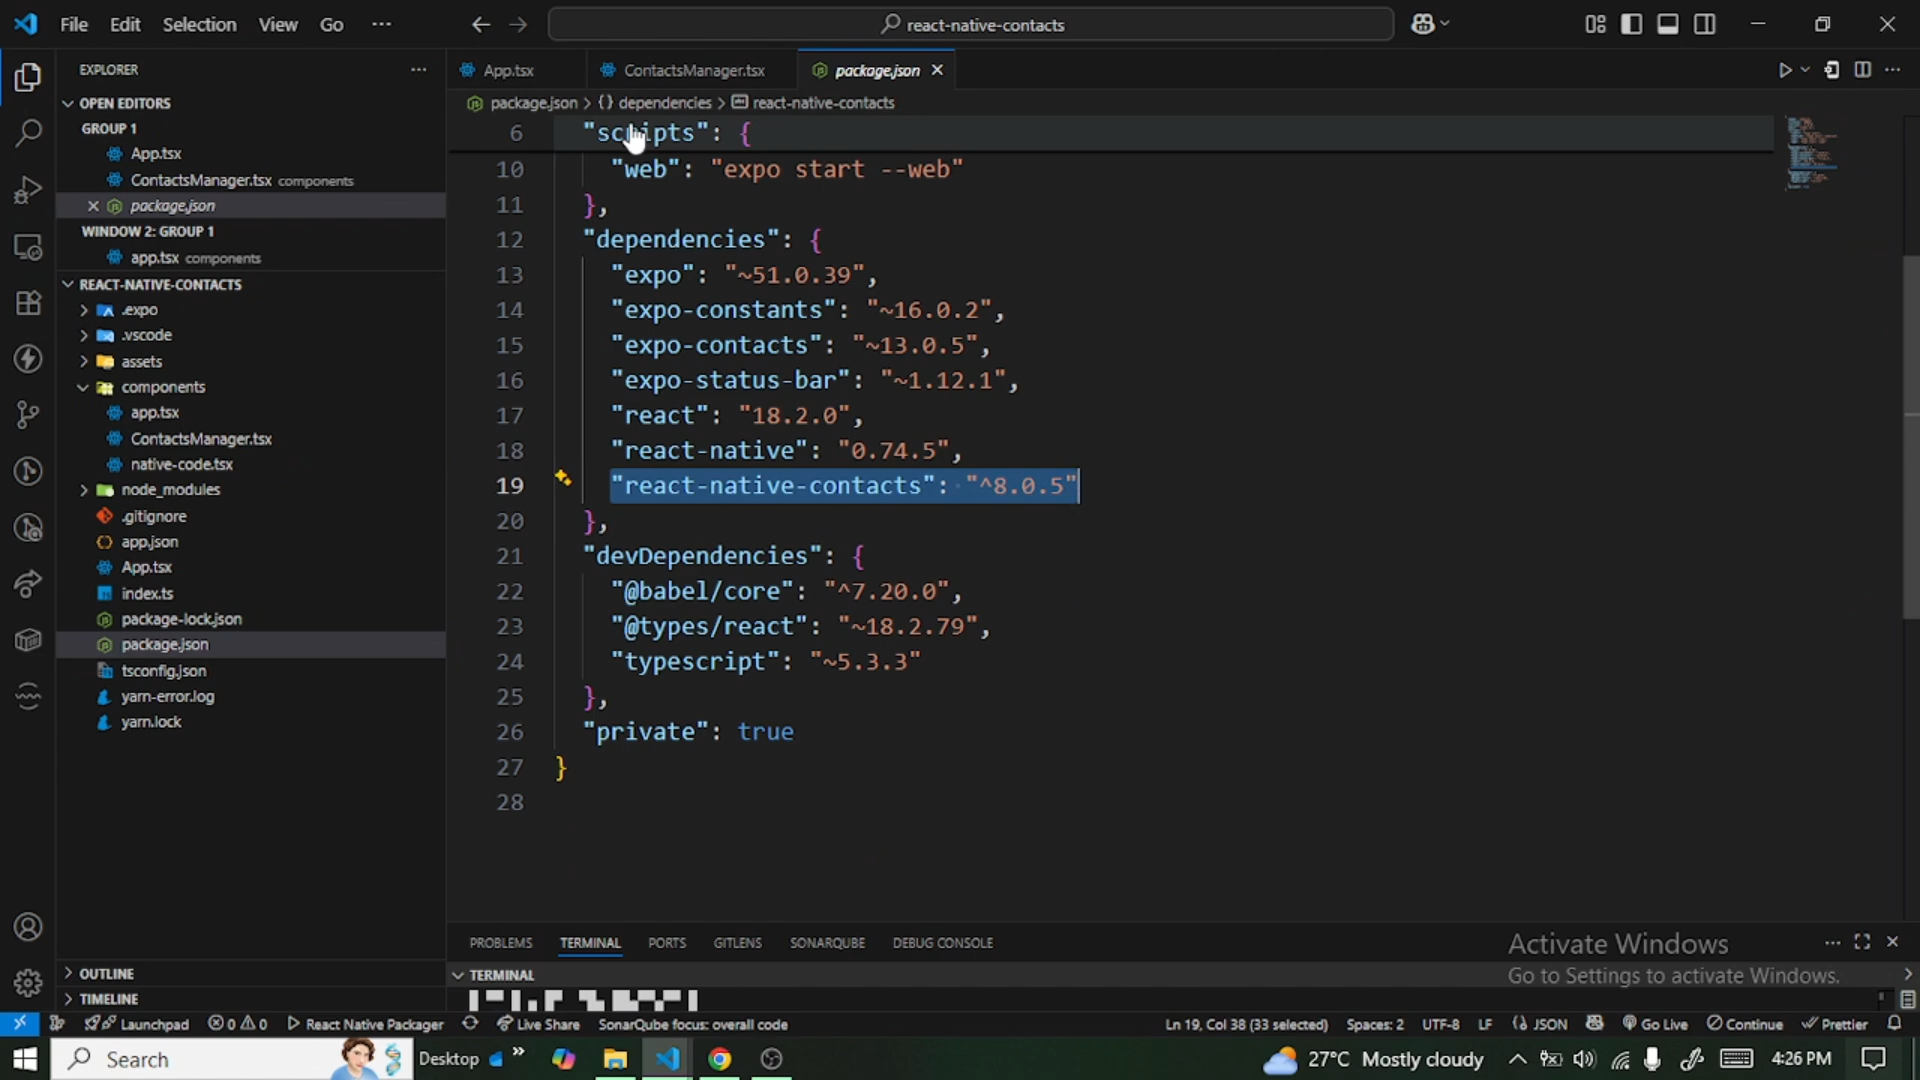 File Edit Selection View Go ···
react-native-contacts
EXPLORER
OPEN EDITORS
GROUP 1
App.tsx
ContactsManager.tsx components
package.json
WINDOW 2: GROUP 1
app.tsx components
REACT-NATIVE-CONTACTS
.expo
.vscode
assets
components
app.tsx
ContactsManager.tsx
native-code.tsx
node_modules
.gitignore
app.json
App.tsx
index.ts
package-lock.json
package.json
tsconfig.json
yarn-error.log
yarn.lock
OUTLINE
TIMELINE
App.tsx ContactsManager.tsx package.json
package.json > {} dependencies > react-native-contacts
6 "scripts": {
10 "web": "expo start --web"
11 },
12 "dependencies": {
13 "expo": "~51.0.39",
14 "expo-constants": "~16.0.2",
15 "expo-contacts": "~13.0.5",
16 "expo-status-bar": "~1.12.1",
17 "react": "18.2.0",
18 "react-native": "0.74.5",
19 "react-native-contacts": "^8.0.5"
20 },
21 "devDependencies": {
22 "@babel/core": "^7.20.0",
23 "@types/react": "~18.2.79",
24 "typescript": "~5.3.3"
25 },
26 "private": true
27 }
28
PROBLEMS TERMINAL PORTS GITLENS SONARQUBE DEBUG CONSOLE
TERMINAL
Activate Windows
Go to Settings to activate Windows.
Launchpad 0 0 React Native Packager Live Share SonarQube focus: overall code Ln 19, Col 38 (33 selected) Spaces: 2 UTF-8 LF {} JSON Go Live Continue Prettier
Search Desktop 27°C Mostly cloudy 4:26 PM